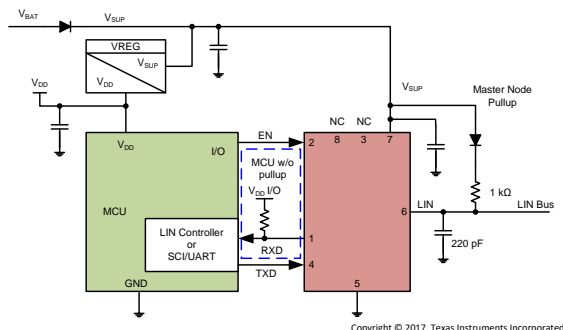 VBAT
VSUP
VREG
VSUP
VDD
VDD
VSUP
Master Node
Pullup
NC NC
8 3 7
VDD
I/O
EN
2
MCU w/o
pullup
VDD I/O
MCU
1 kΩ
LIN Controller
or
SCI/UART
6
LIN
LIN Bus
1
RXD
220 pF
4
TXD
GND
5
Copyright © 2017, Texas Instruments Incorporated